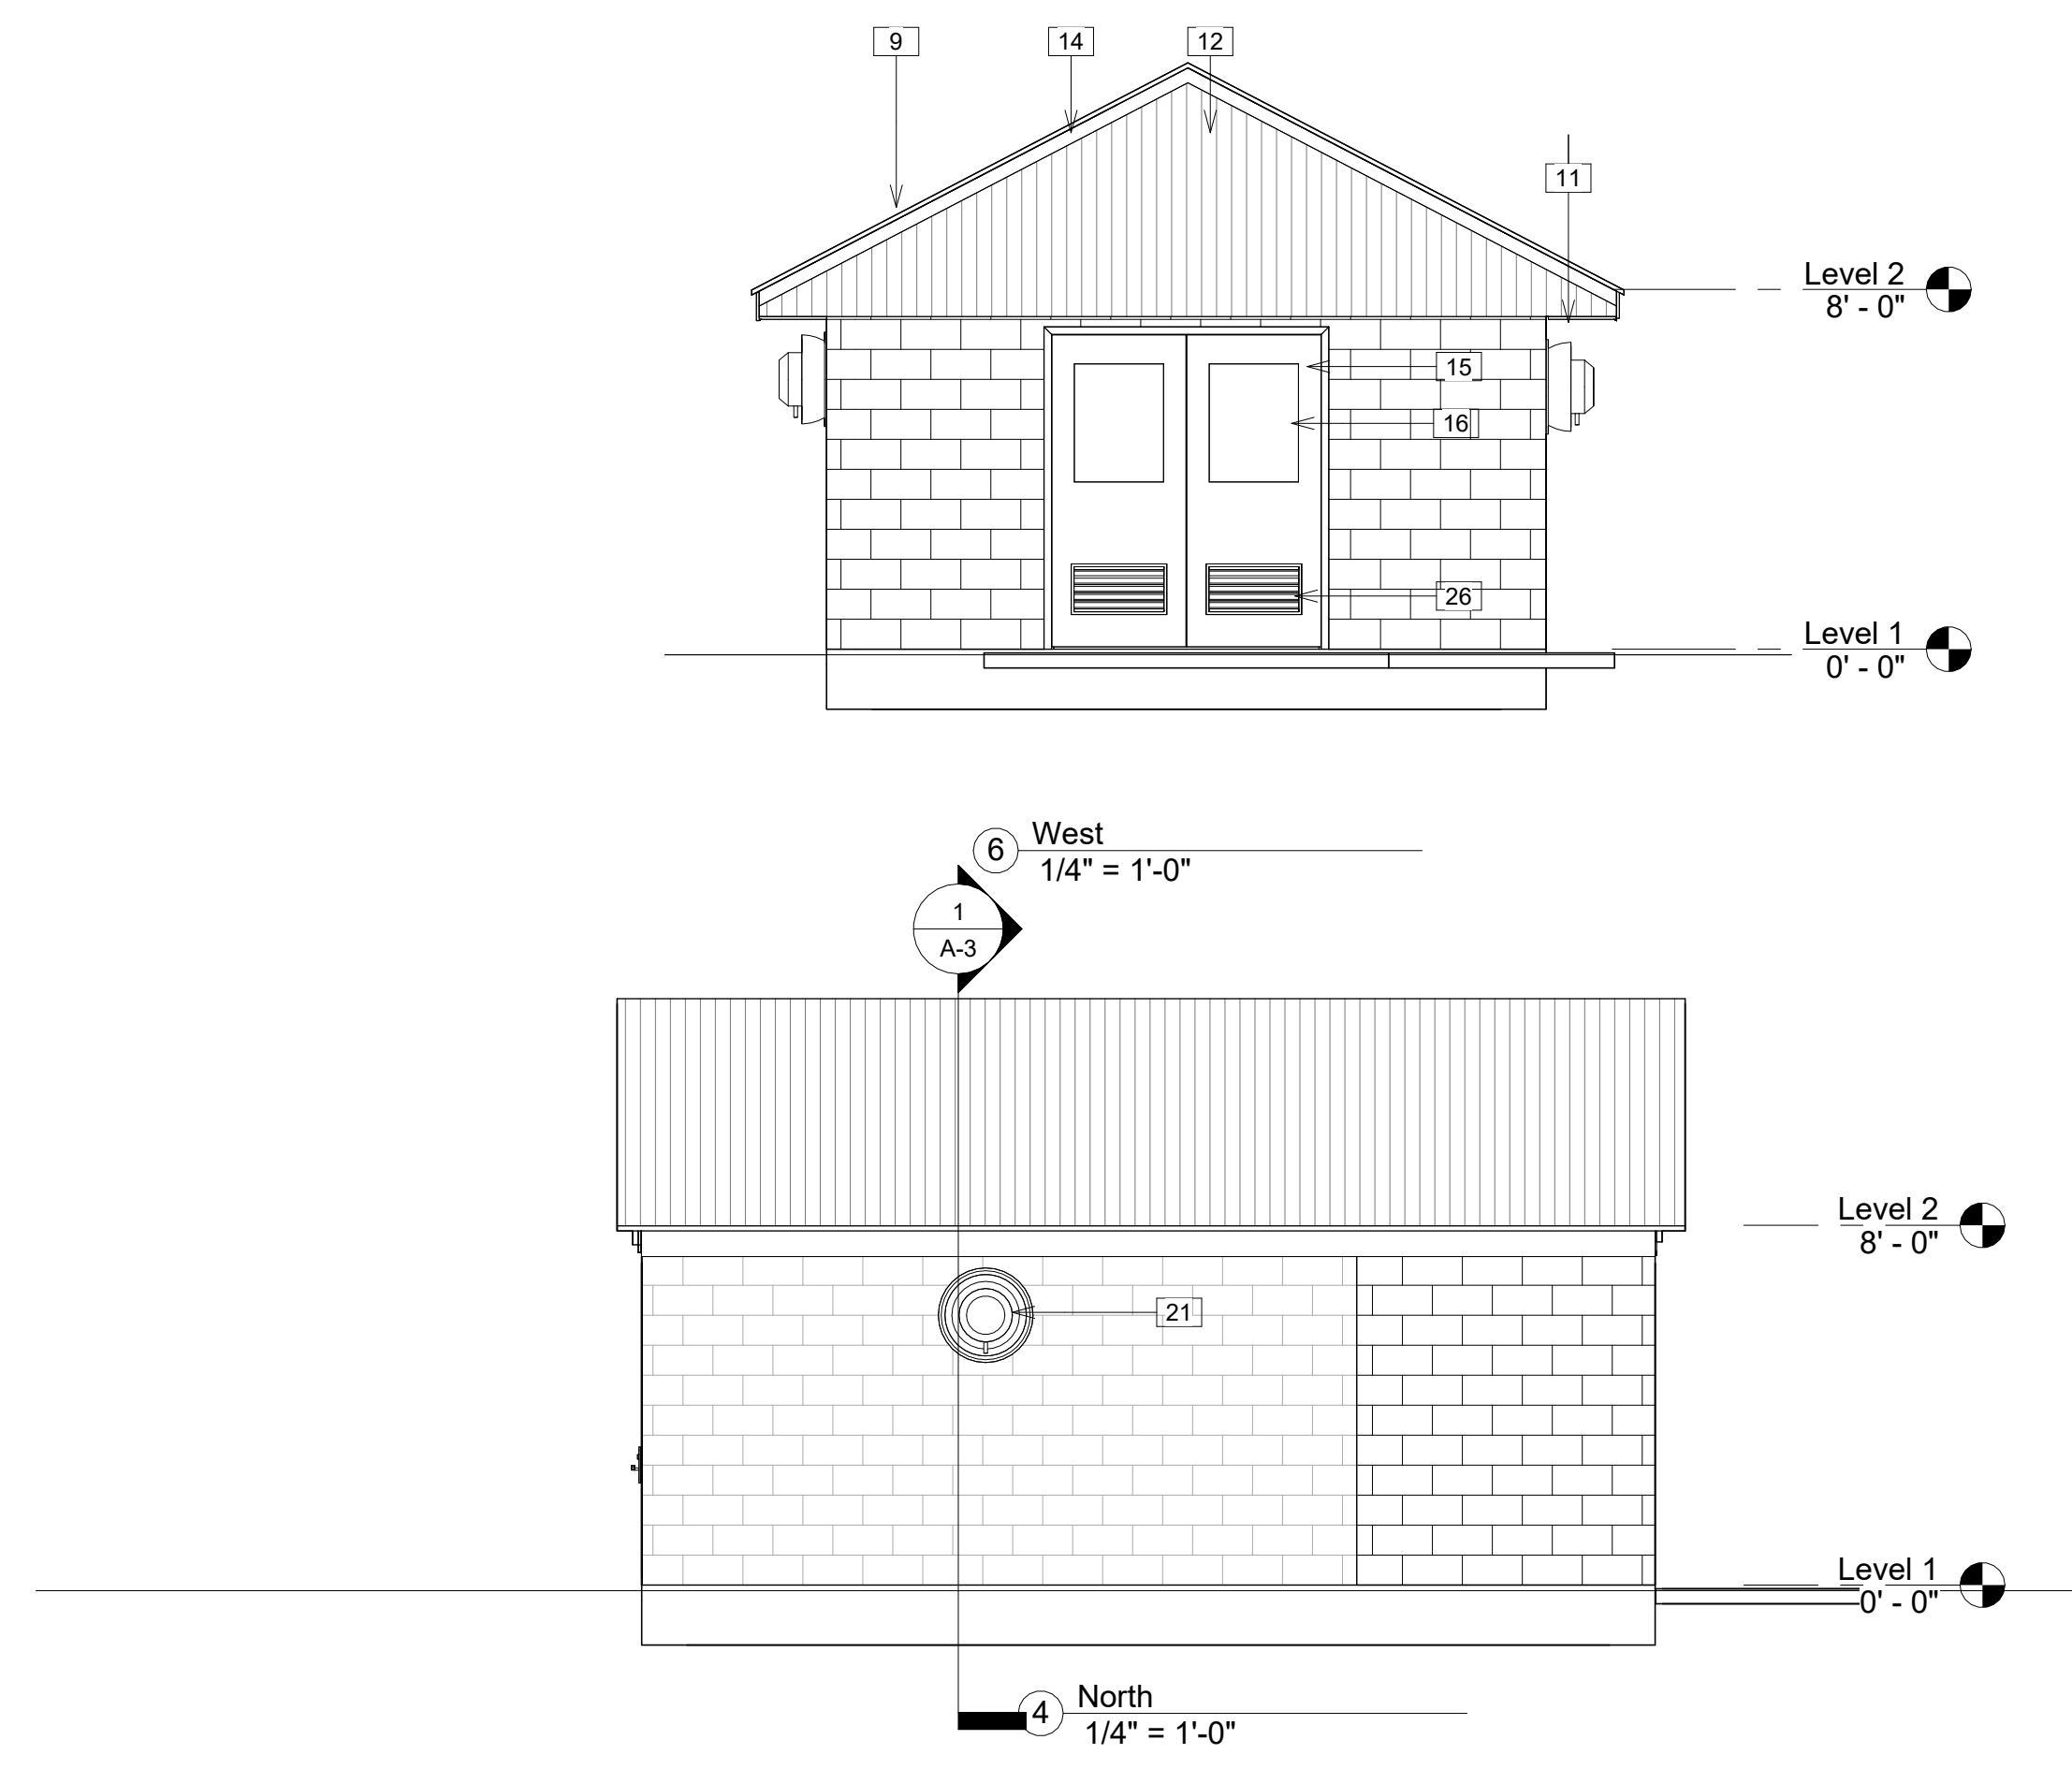 9
14
12
11
Level 2
8' - 0"
15
16
26
Level 1
0' - 0"
6
West
1/4" = 1'-0"
1
A-3
Level 2
8' - 0"
21
Level 1
0' - 0"
4
North
1/4" = 1'-0"